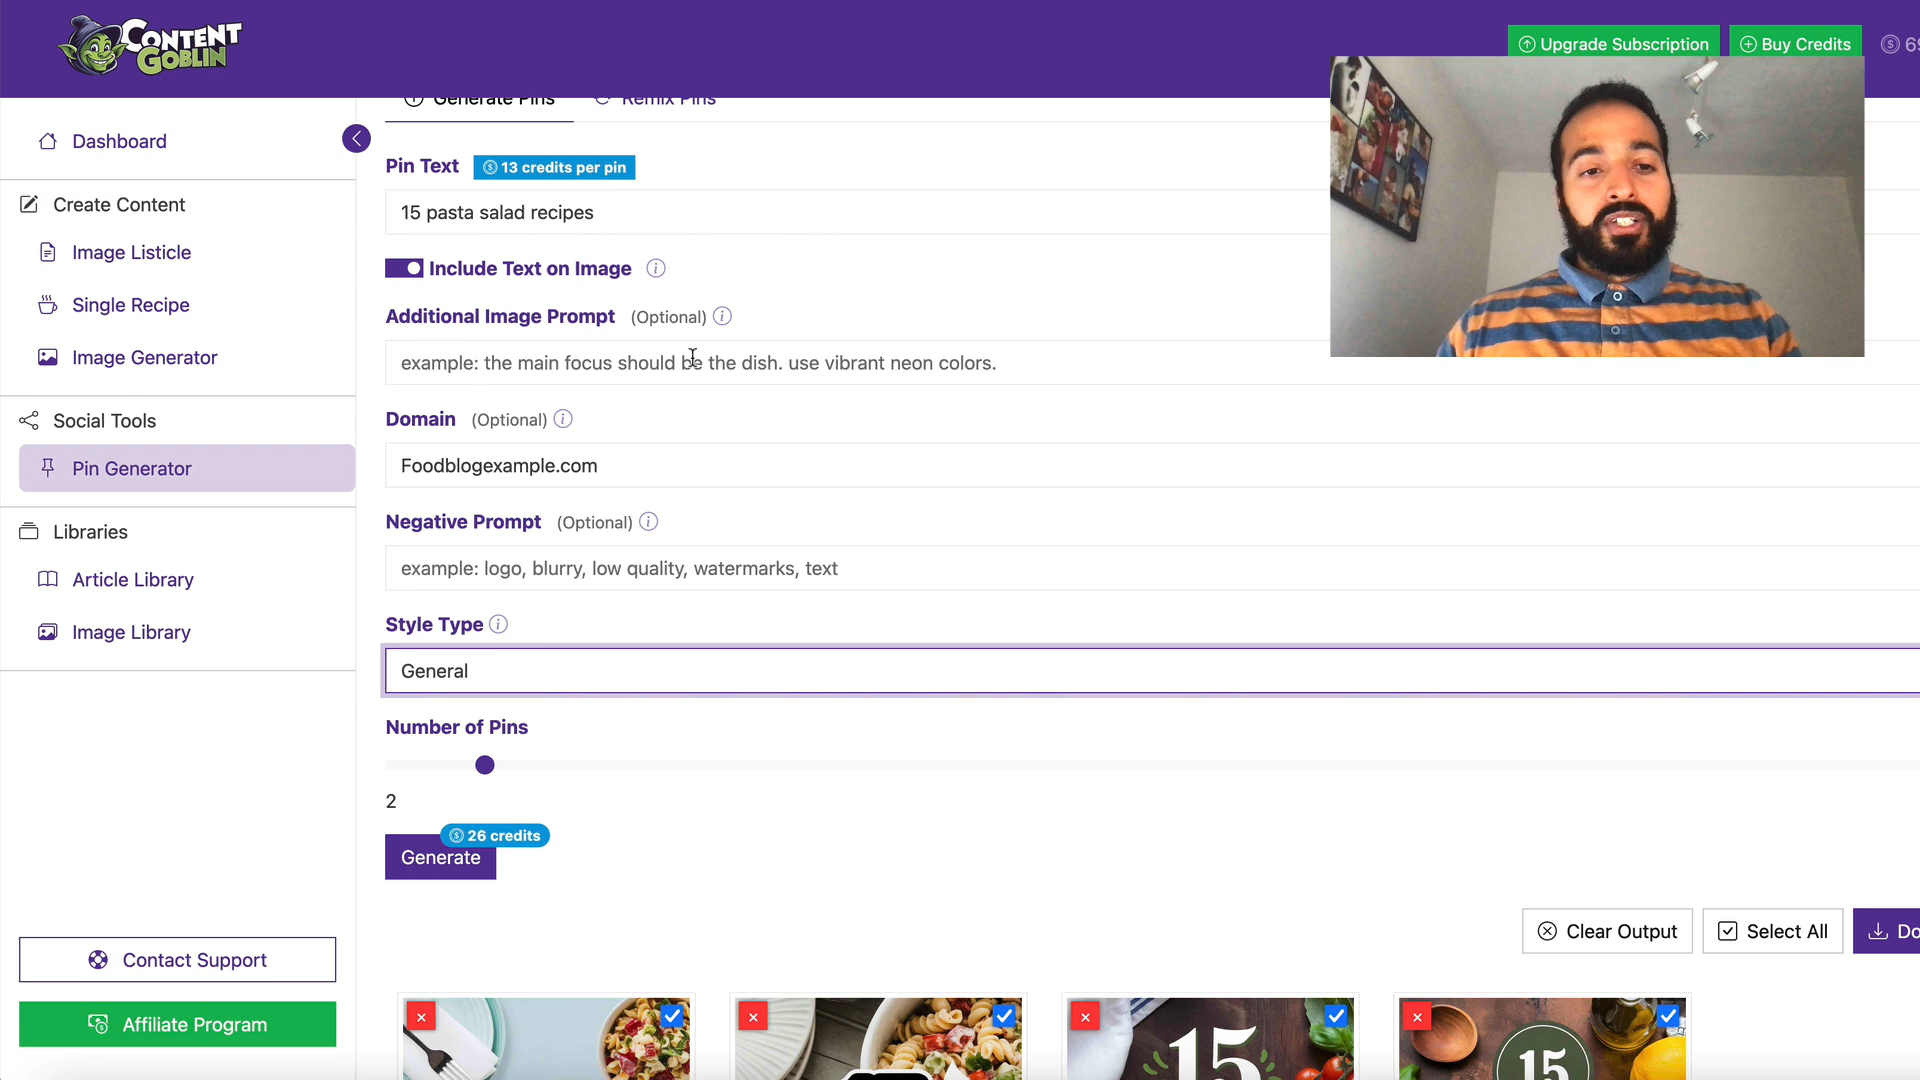 CONTENT
GOBLIN
Upgrade Subscription
Buy Credits
Generate Pins
Remix Pins
Dashboard
Create Content
Image Listicle
Single Recipe
Image Generator
Social Tools
Pin Generator
Libraries
Article Library
Image Library
Contact Support
Affiliate Program
Pin Text
13 credits per pin
15 pasta salad recipes
Include Text on Image
Additional Image Prompt (Optional)
example: the main focus should be the dish. use vibrant neon colors.
Domain (Optional)
Foodblogexample.com
Negative Prompt (Optional)
example: logo, blurry, low quality, watermarks, text
Style Type
General
Number of Pins
2
26 credits
Generate
Clear Output
Select All
15
15